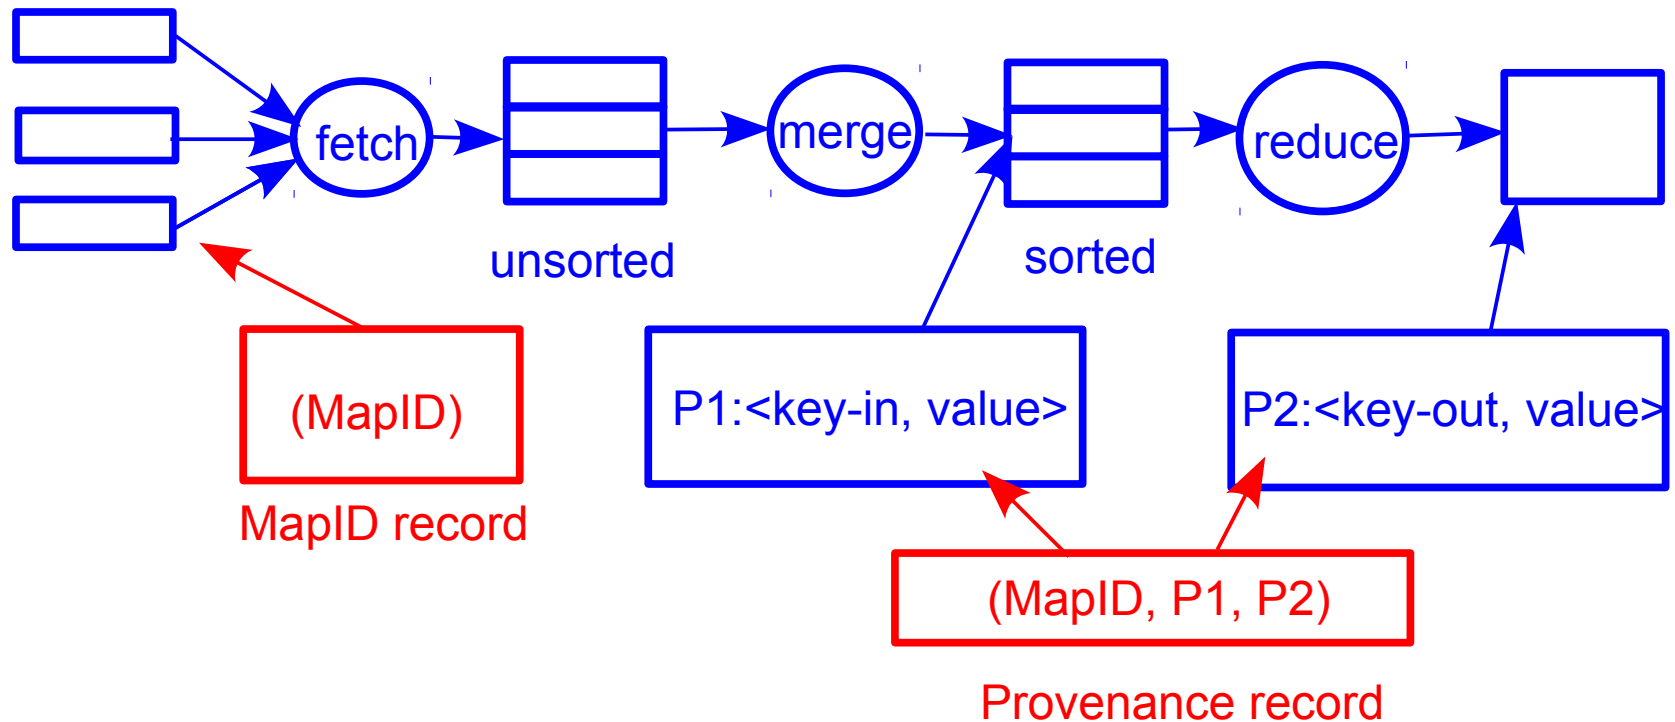 fetch
merge
reduce
unsorted
sorted
(MapID)
P1:<key-in, value>
P2:<key-out, value>
MapID record
(MapID, P1, P2)
Provenance record